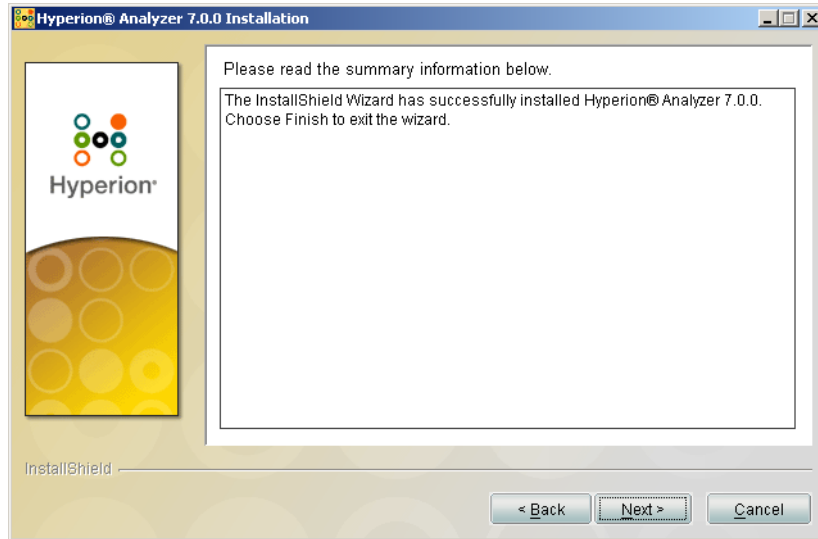 Hyperion® Analyzer 7.0.0 Installation
Please read the summary information below.
The InstallShield Wizard has successfully installed Hyperion® Analyzer 7.0.0.
Choose Finish to exit the wizard.
Hyperion®
InstallShield
< Back
Next >
Cancel